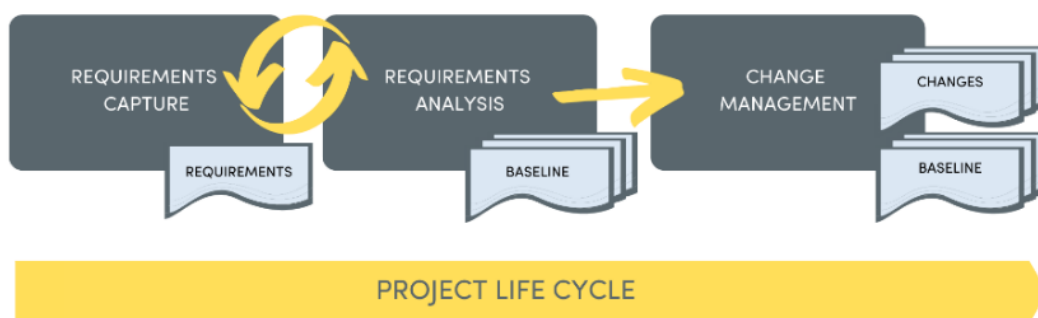 REQUIREMENTS
CAPTURE
REQUIREMENTS
REQUIREMENTS
ANALYSIS
BASELINE
CHANGE
MANAGEMENT
CHANGES
BASELINE
PROJECT LIFE CYCLE